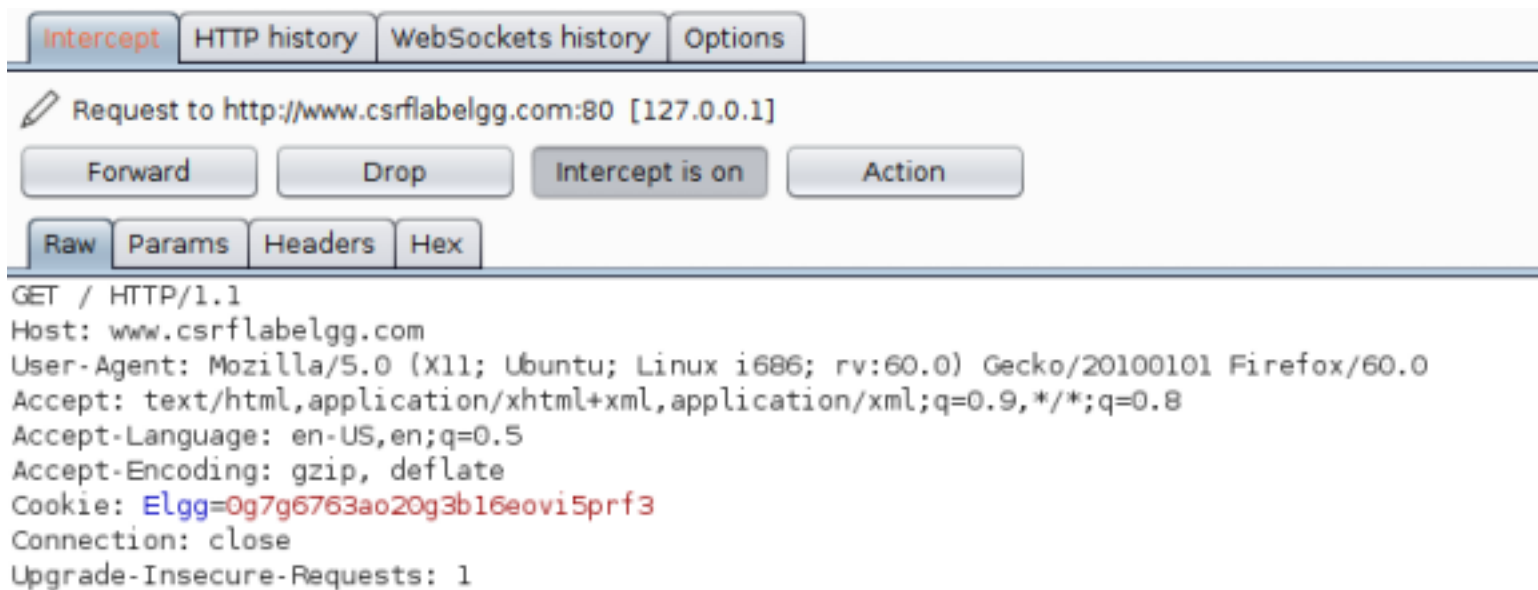 Intercept HTTP history WebSockets history Options
Request to http://www.csrflabelgg.com:80 [127.0.0.1]
Forward Drop Intercept is on Action
Raw Params Headers Hex
GET / HTTP/1.1
Host: www.csrflabelgg.com
User-Agent: Mozilla/5.0 (X11; Ubuntu; Linux i686; rv:60.0) Gecko/20100101 Firefox/60.0
Accept: text/html,application/xhtml+xml,application/xml;q=0.9,*/*;q=0.8
Accept-Language: en-US,en;q=0.5
Accept-Encoding: gzip, deflate
Cookie: Elgg=0g7g6763ao20g3b16eovi5prf3
Connection: close
Upgrade-Insecure-Requests: 1